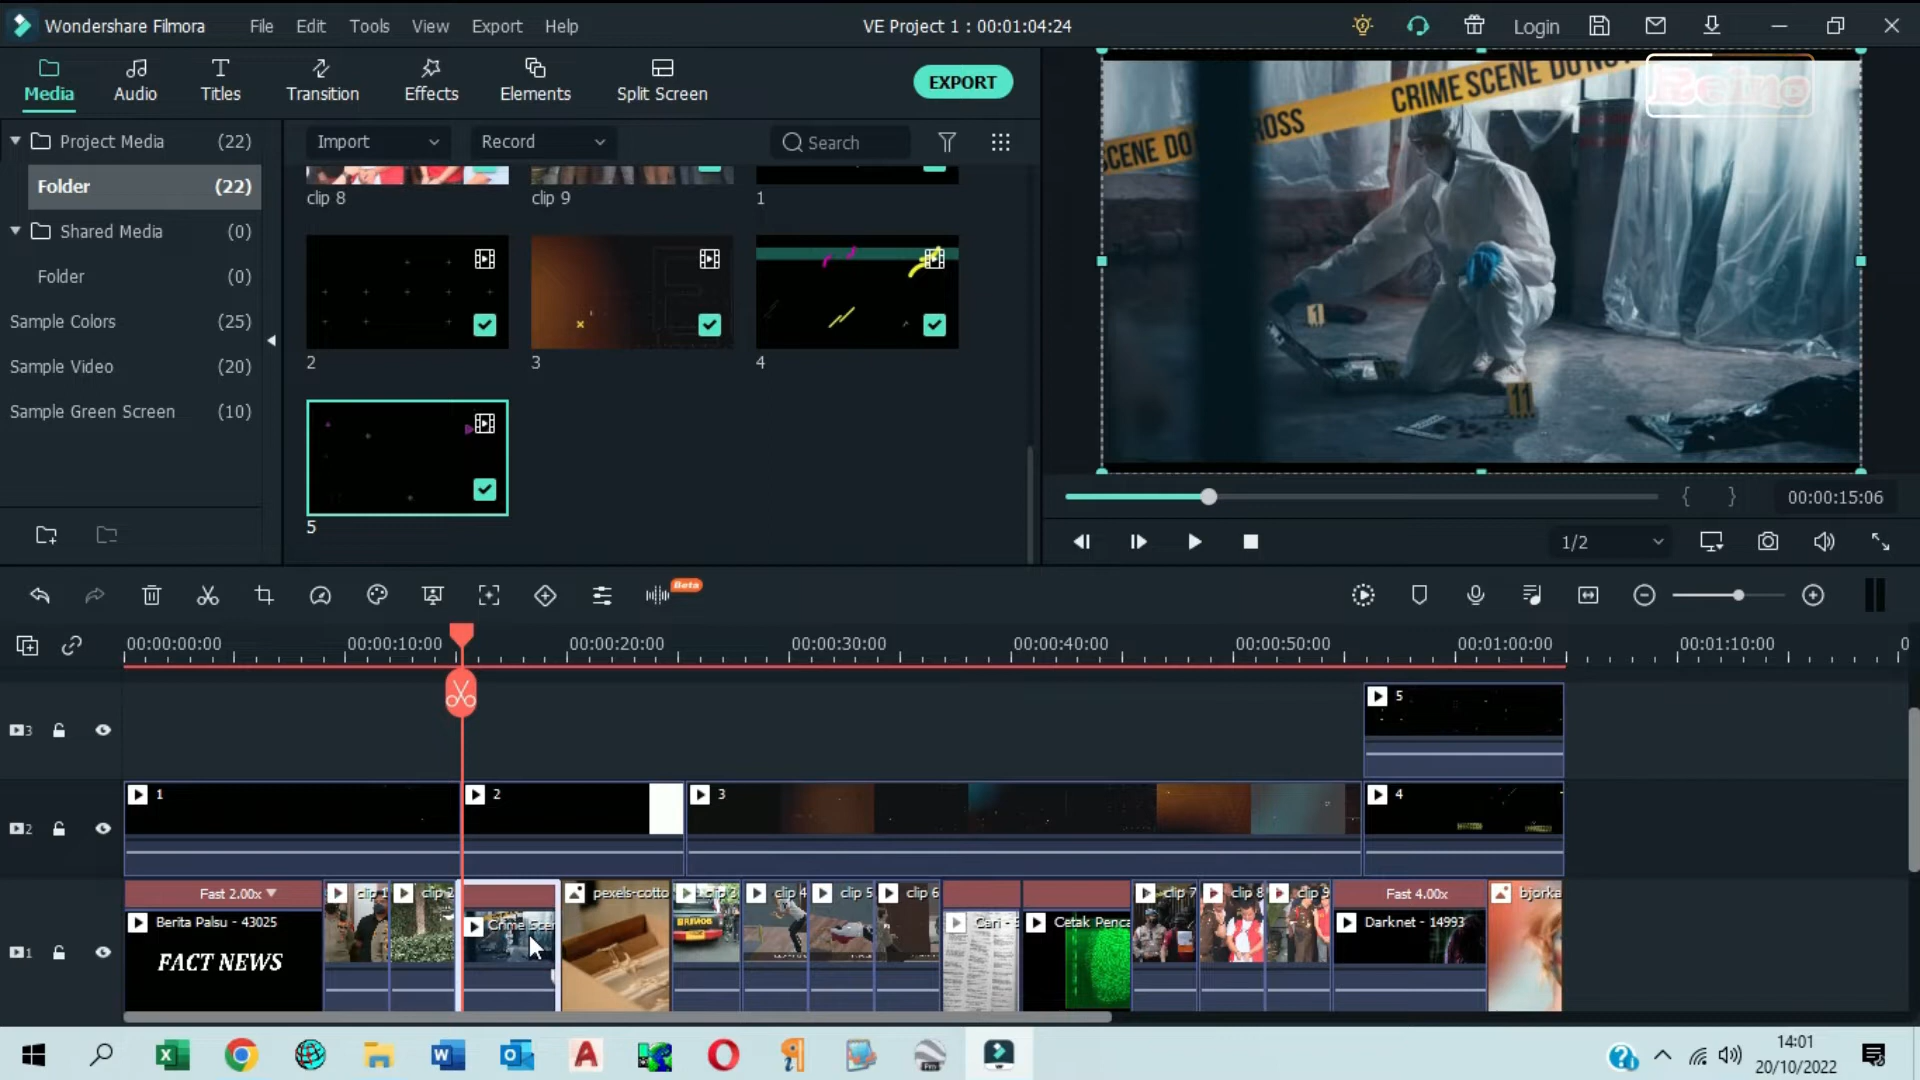 Wondershare Filmora
File
Edit
Tools
View
Export
Help
VE Project 1 : 00:01:04:24
Login
Media
Audio
Titles
Transition
Effects
Elements
Split Screen
EXPORT
Project Media (22)
Folder (22)
Shared Media (0)
Folder (0)
Sample Colors (25)
Sample Video (20)
Sample Green Screen (10)
Import
Record
Search
clip 8
clip 9
1
2
3
4
5
CRIME SCENE DO NO
SCENE DO
ROSS
1
11
00:00:15:06
1/2
Beta
00:00:00:00
00:00:10:00
00:00:20:00
00:00:30:00
00:00:40:00
00:00:50:00
00:01:00:00
00:01:10:00
0
3
5
2
1
2
3
4
1
Fast 2.00x
Berita Palsu - 43025
FACT NEWS
clip 1
clip 2
Crime Scen
pexels-cotto
clip 3
BRIMOB
clip 4
clip 5
clip 6
Cari -
Cetak Penca
clip 7
clip 8
clip 9
Fast 4.00x
Darknet - 14993
bjorka
Pro
14:01
20/10/2022